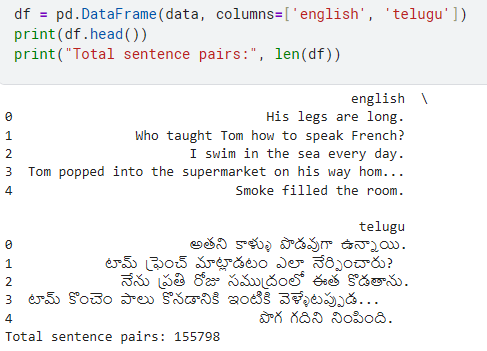 df = pd.DataFrame(data, columns=['english', 'telugu'])
print(df.head())
print("Total sentence pairs:", len(df))
english \
0 His legs are long.
1 Who taught Tom how to speak French?
2 I swim in the sea every day.
3 Tom popped into the supermarket on his way hom...
4 Smoke filled the room.
telugu
0 అతని కాళ్ళు పొడవుగా ఉన్నాయి.
1 టామ్ ఫ్రెంచ్ మాట్లాడటం ఎలా నేర్పించారు?
2 నేను ప్రతి రోజు సముద్రంలో ఈత కొడతాను.
3 టామ్ కొంచెం పాలు కొనడానికి ఇంటికి వెళ్ళేటప్పుడ...
4 పొగ గదిని నింపింది.
Total sentence pairs: 155798